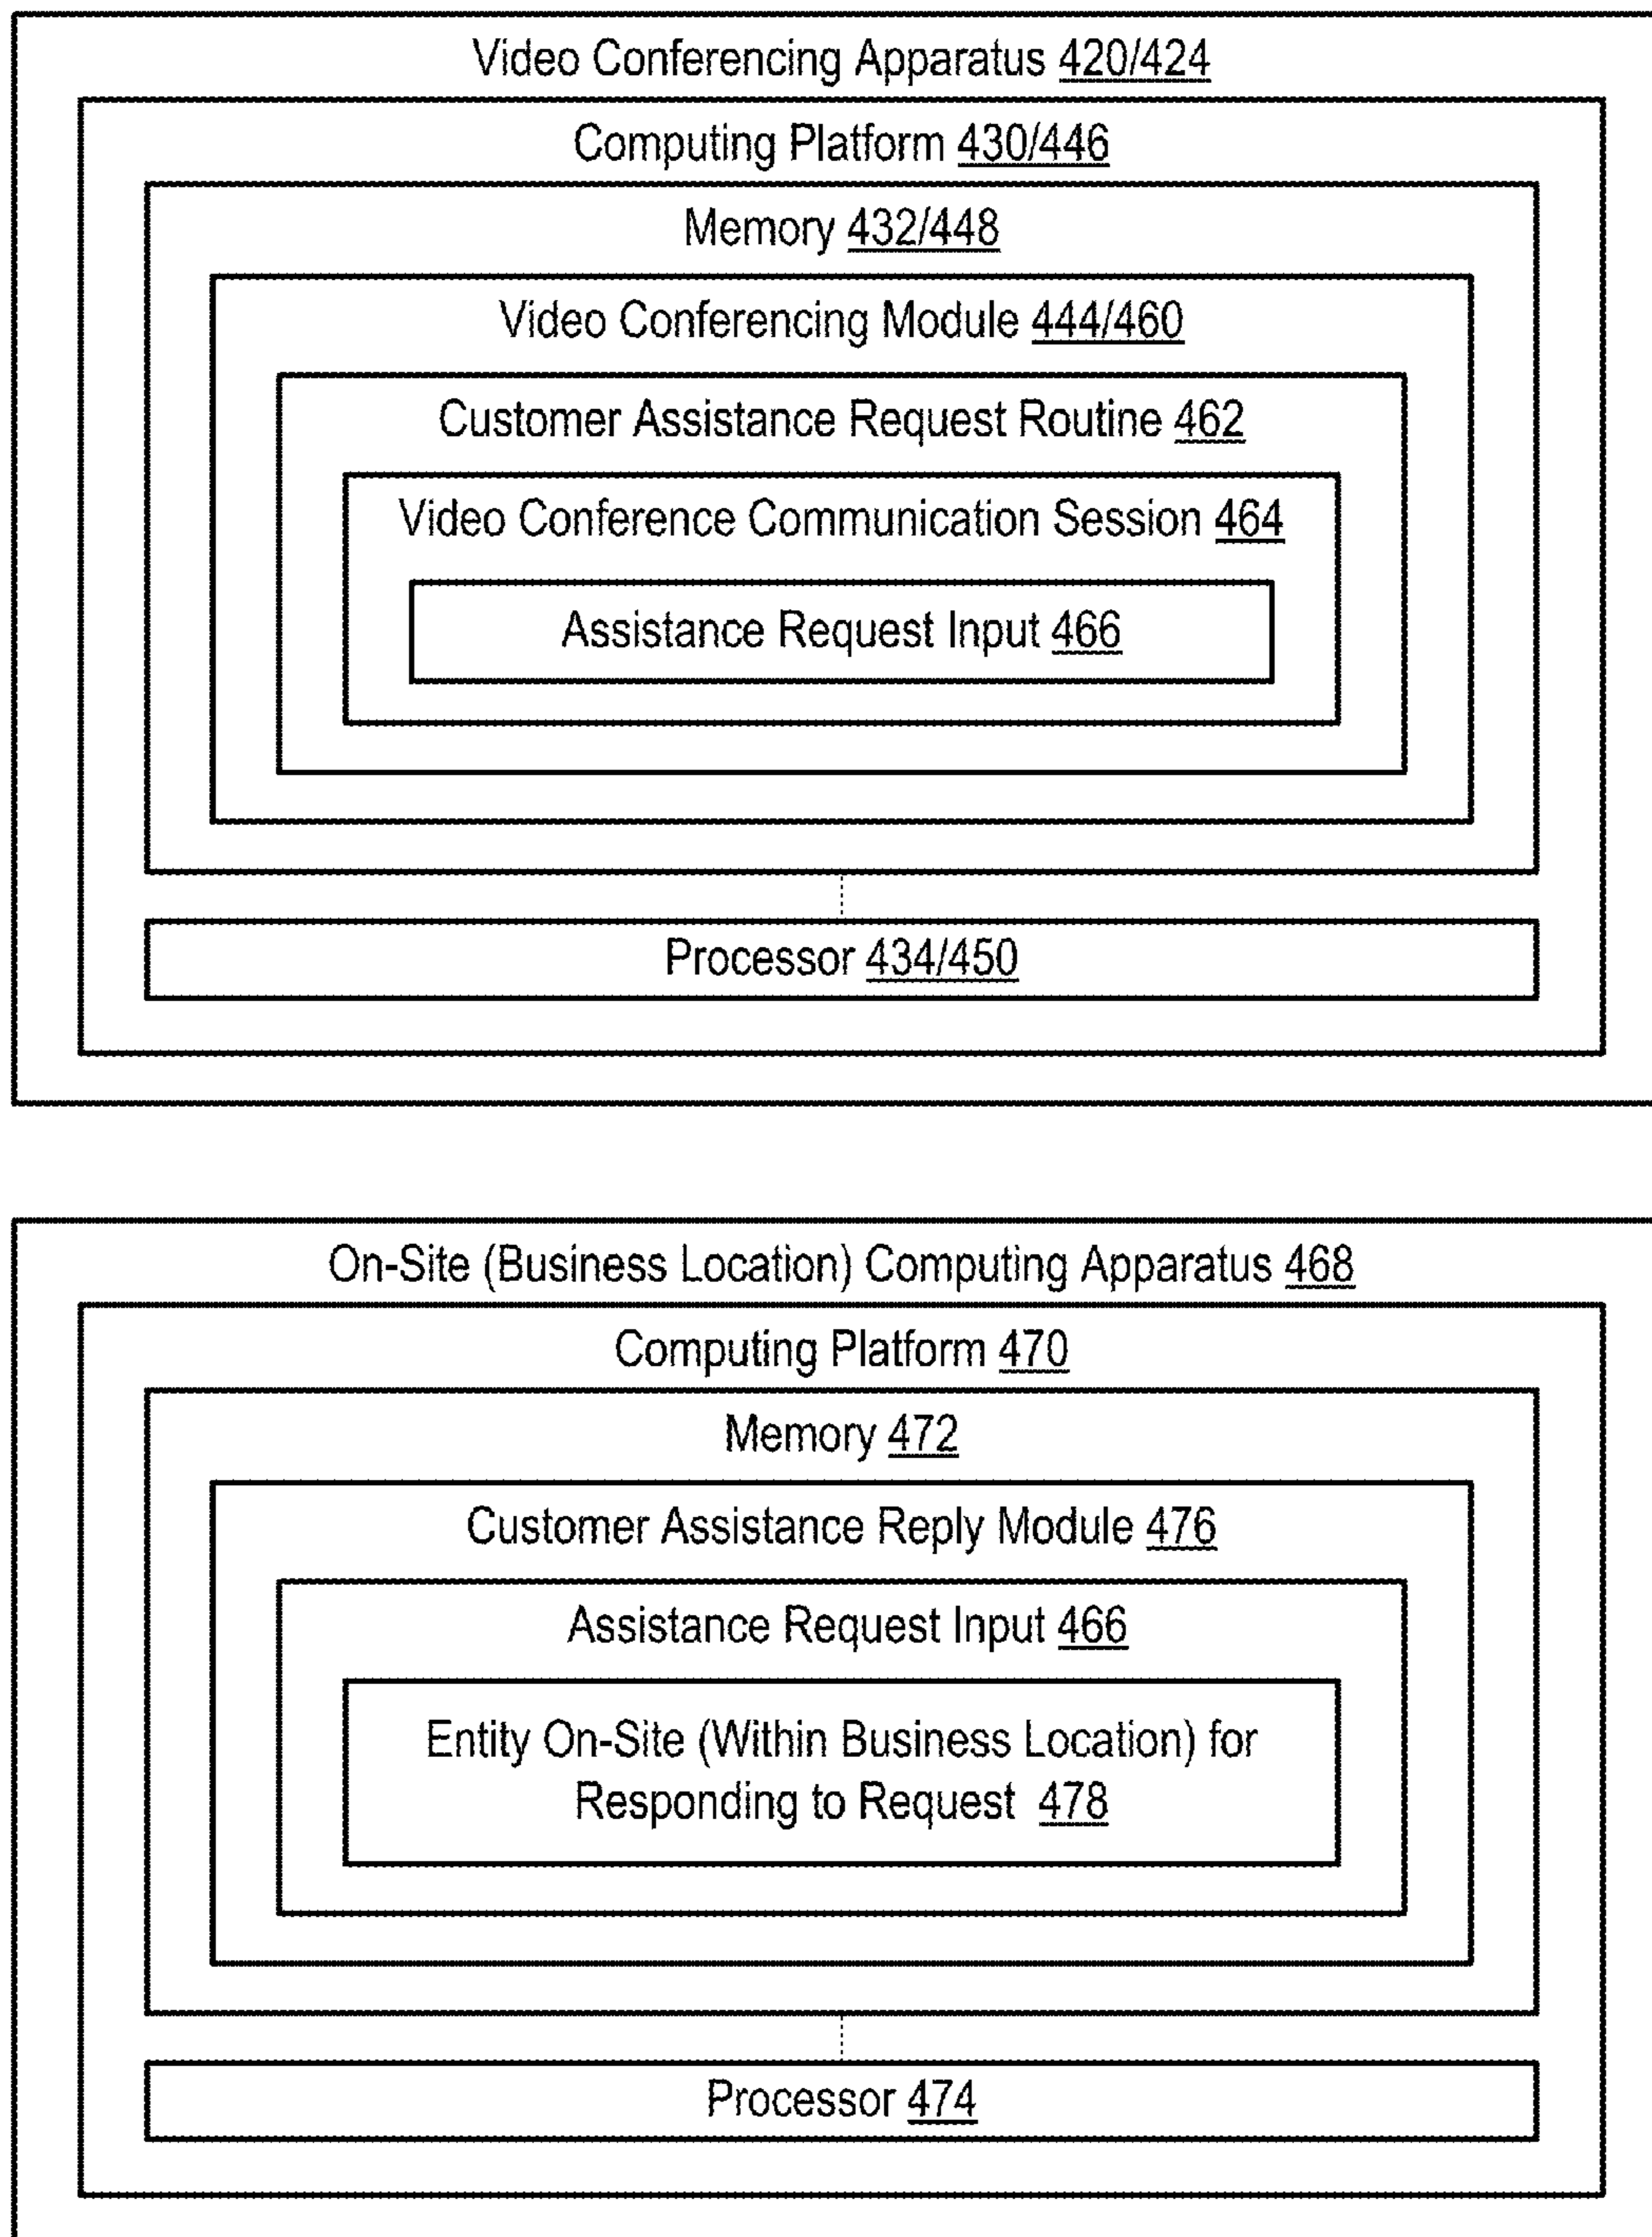 Video Conferencing Apparatus 420/424
Computing Platform 430/446
Memory 432/448
Video Conferencing Module 444/460
Customer Assistance Request Routine 462
Video Conference Communication Session 464
Assistance Request Input 466
Processor 434/450
On-Site (Business Location) Computing Apparatus 468
Computing Platform 470
Memory 472
Customer Assistance Reply Module 476
Assistance Request Input 466
Entity On-Site (Within Business Location) for
Responding to Request 478
Processor 474